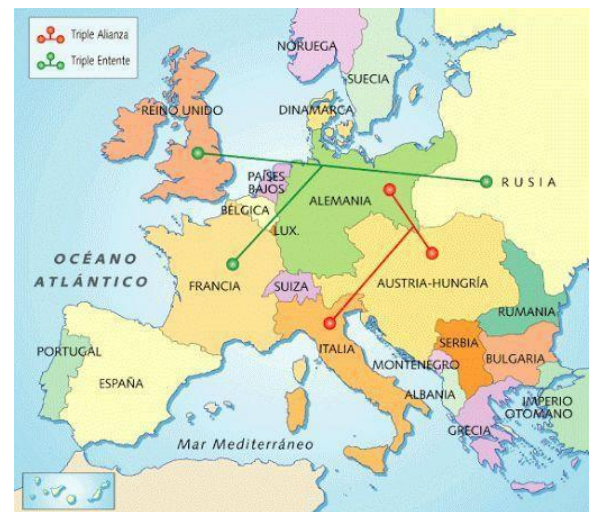 Triple Alianza
Triple Entente
NORUEGA
SUECIA
REINO UNIDO
DINAMARCA
PAÍSES
BAJOS
RUSIA
ALEMANIA
BÉLGICA
LUX.
OCÉANO
ATLÁNTICO
FRANCIA
SUIZA
AUSTRIA-HUNGRÍA
RUMANIA
ITALIA
SERBIA
BULGARIA
MONTENEGRO
PORTUGAL
ESPAÑA
ALBANIA
IMPERIO
OTOMANO
GRECIA
Mar Mediterráneo